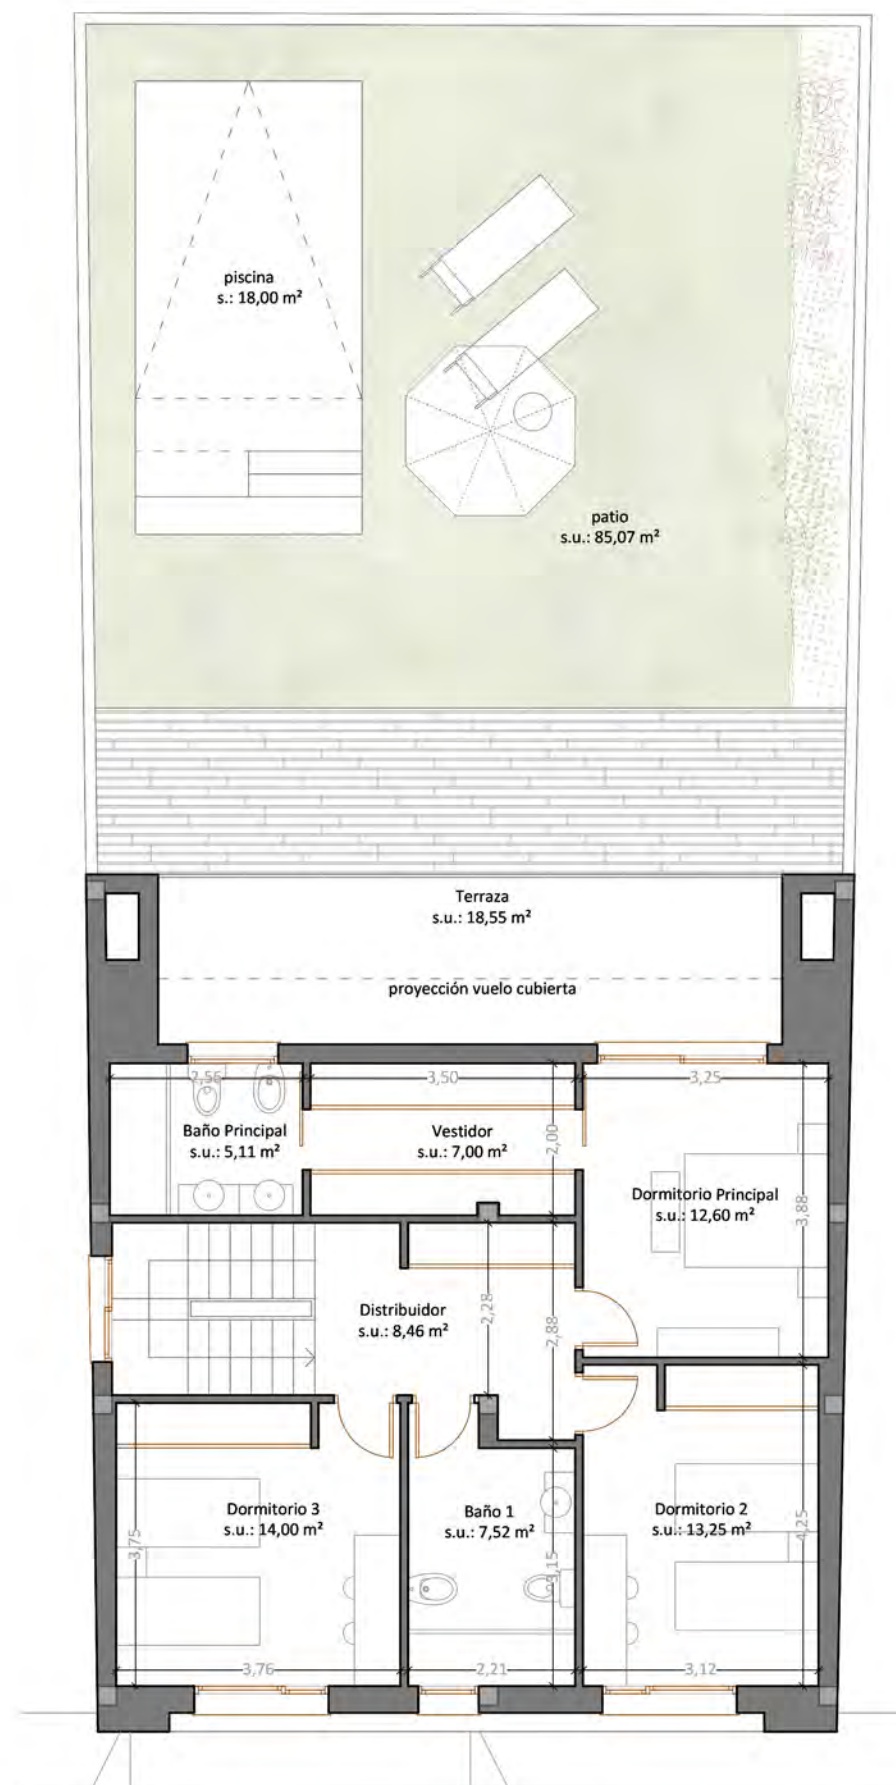 piscina
s.: 18,00 m²
patio
s.u.: 85,07 m²
Terraza
s.u.: 18,55 m²
proyección vuelo cubierta
2,56
3,50
3,25
Baño Principal
s.u.: 5,11 m²
Vestidor
s.u.: 7,00 m²
2,00
Dormitorio Principal
s.u.: 12,60 m²
3,88
Distribuidor
s.u.: 8,46 m²
2,28
2,88
Dormitorio 3
s.u.: 14,00 m²
3,75
Baño 1
s.u.: 7,52 m²
3,15
Dormitorio 2
s.u.: 13,25 m²
4,25
3,76
2,21
3,12